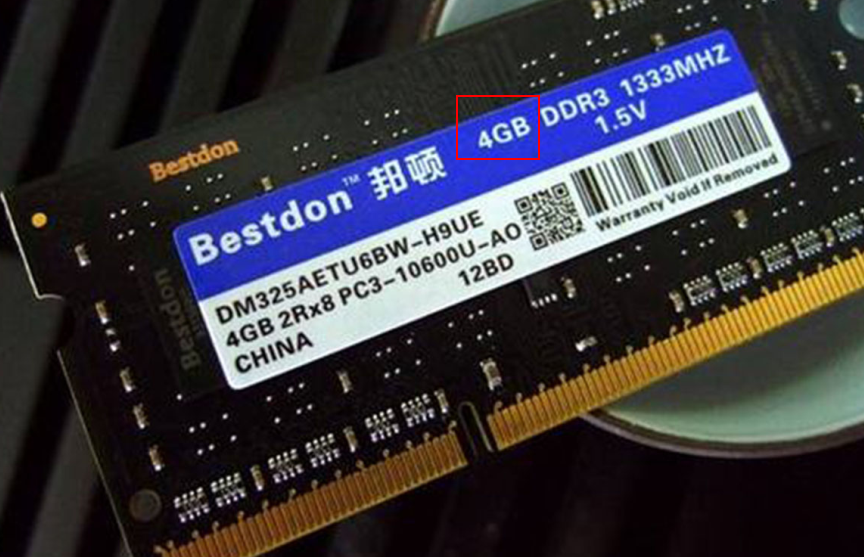 Bestdon
Bestdon™ 邦顿 4GB DDR3 1333MHZ
1.5V
DM325AETU6BW-H9UE
4GB 2Rx8 PC3-10600U-AO
12BD
CHINA
Warranty Void If Removed
Bestdon